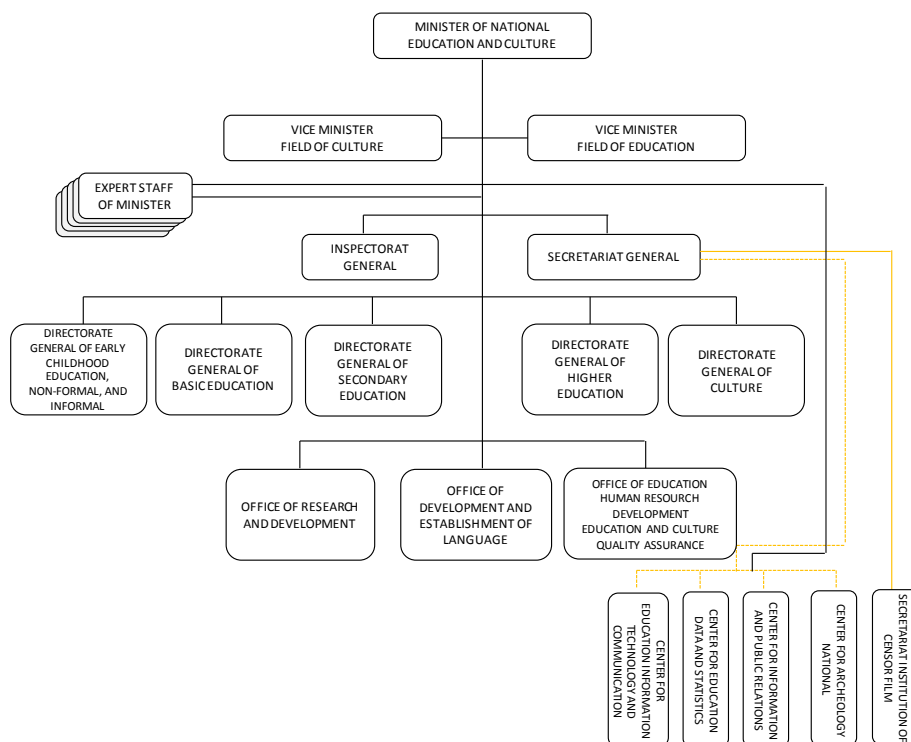 MINISTER OF NATIONAL
EDUCATION AND CULTURE
VICE MINISTER
FIELD OF CULTURE
VICE MINISTER
FIELD OF EDUCATION
EXPERT STAFF
OF MINISTER
INSPECTORAT
GENERAL
SECRETARIAT GENERAL
DIRECTORATE
GENERAL OF EARLY
CHILDHOOD
EDUCATION,
NON-FORMAL, AND
INFORMAL
DIRECTORATE
GENERAL OF
BASIC EDUCATION
DIRECTORATE
GENERAL OF
SECONDARY
EDUCATION
DIRECTORATE
GENERAL OF
HIGHER
EDUCATION
DIRECTORATE
GENERAL OF
CULTURE
OFFICE OF RESEARCH
AND DEVELOPMENT
OFFICE OF
DEVELOPMENT AND
ESTABLISHMENT OF
LANGUAGE
OFFICE OF EDUCATION
HUMAN RESOURCH
DEVELOPMENT
EDUCATION AND CULTURE
QUALITY ASSURANCE
CENTER FOR
EDUCATION INFORMATION
TECHNOLOGY AND
COMMUNICATION
CENTER FOR EDUCATION
DATA AND STATISTICS
CENTER FOR INFORMATION
AND PUBLIC RELATIONS
CENTER FOR ARCHEOLOGY
NATIONAL
SECRETARIAT INSTITUTION OF
CENSOR FILM